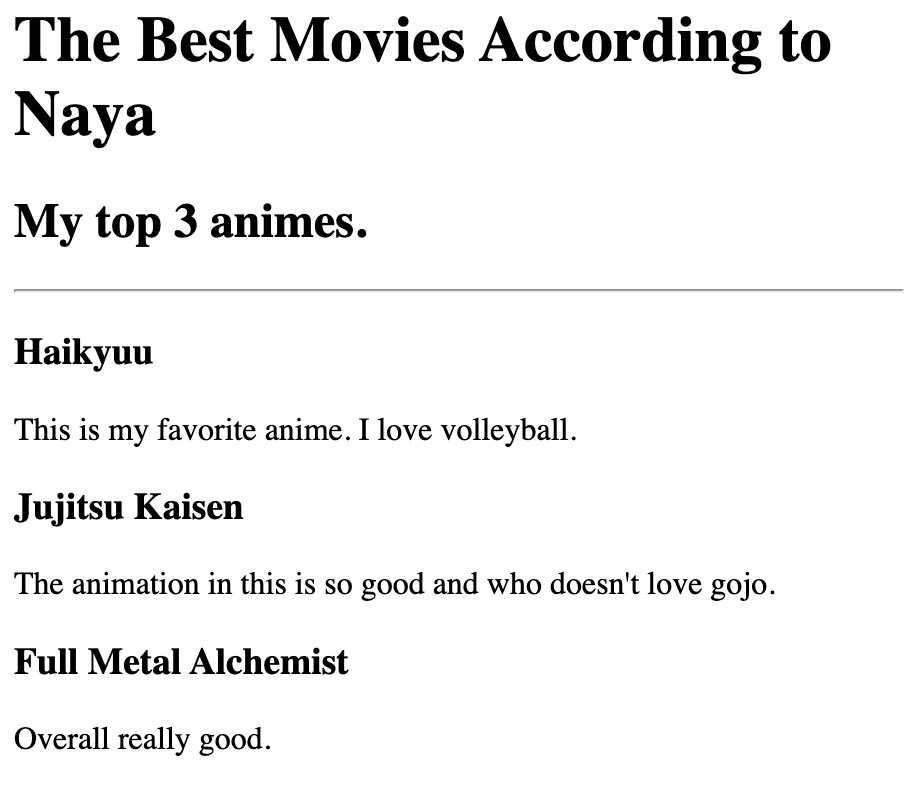 The Best Movies According to
Naya
My top 3 animes.
Haikyuu
This is my favorite anime. I love volleyball.
Jujitsu Kaisen
The animation in this is so good and who doesn't love gojo.
Full Metal Alchemist
Overall really good.